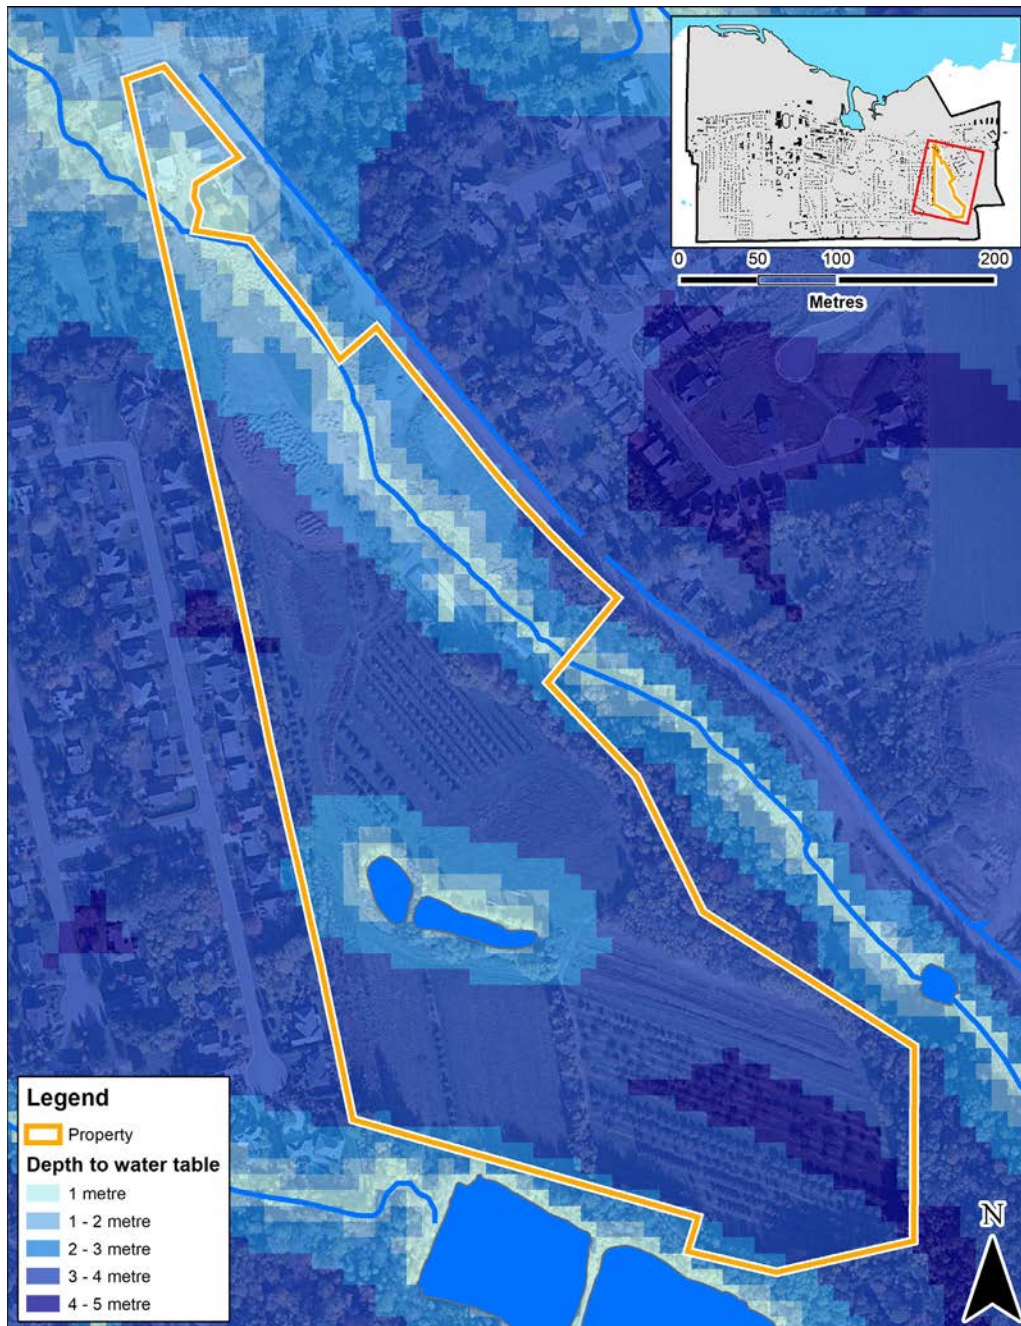 0 50 100 200
Metres
Legend
Property
Depth to water table
1 metre
1 - 2 metre
2 - 3 metre
3 - 4 metre
4 - 5 metre
N